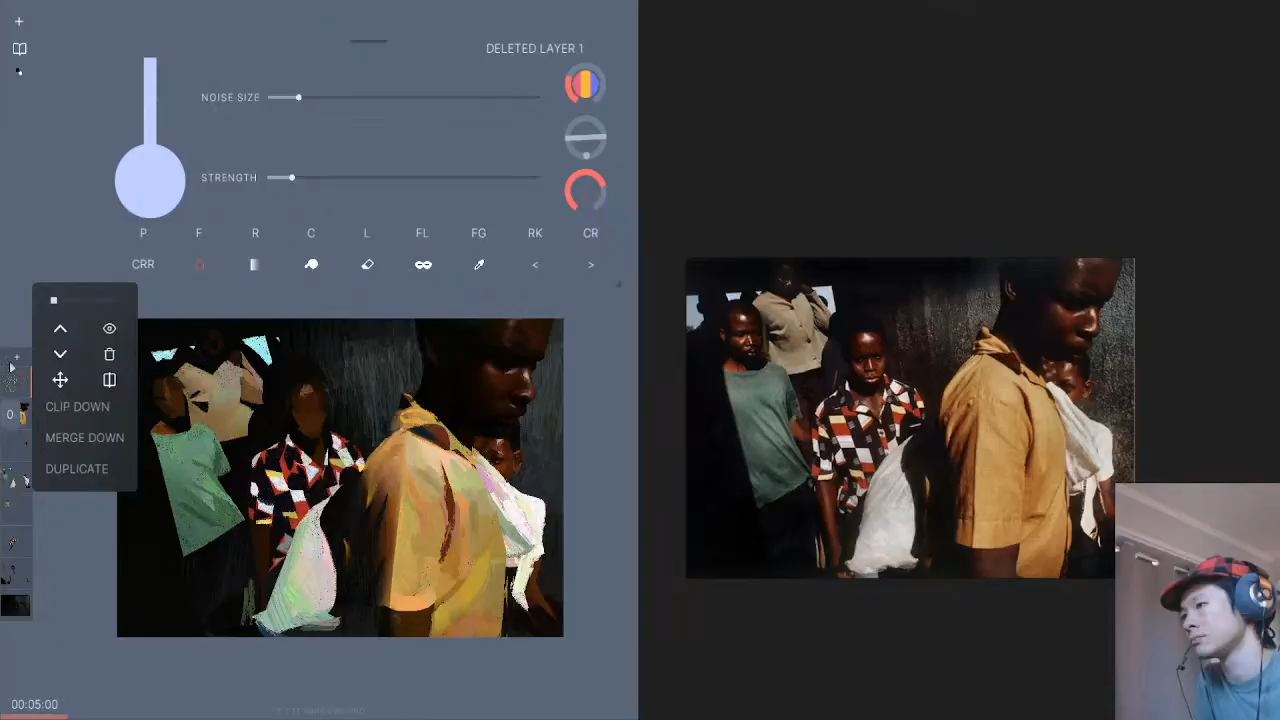 DELETED LAYER 1
NOISE SIZE
STRENGTH
P F R C L FL FG RK CR
CRR < >
0
CLIP DOWN
MERGE DOWN
DUPLICATE
00:05:00